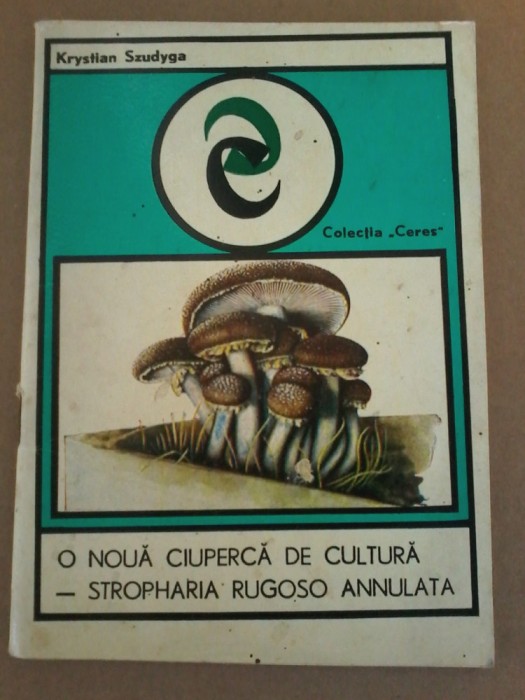 Krystian Szudyga
Colecția „Ceres"
O NOUĂ CIUPERCĂ DE CULTURĂ
— STROPHARIA RUGOSO ANNULATA